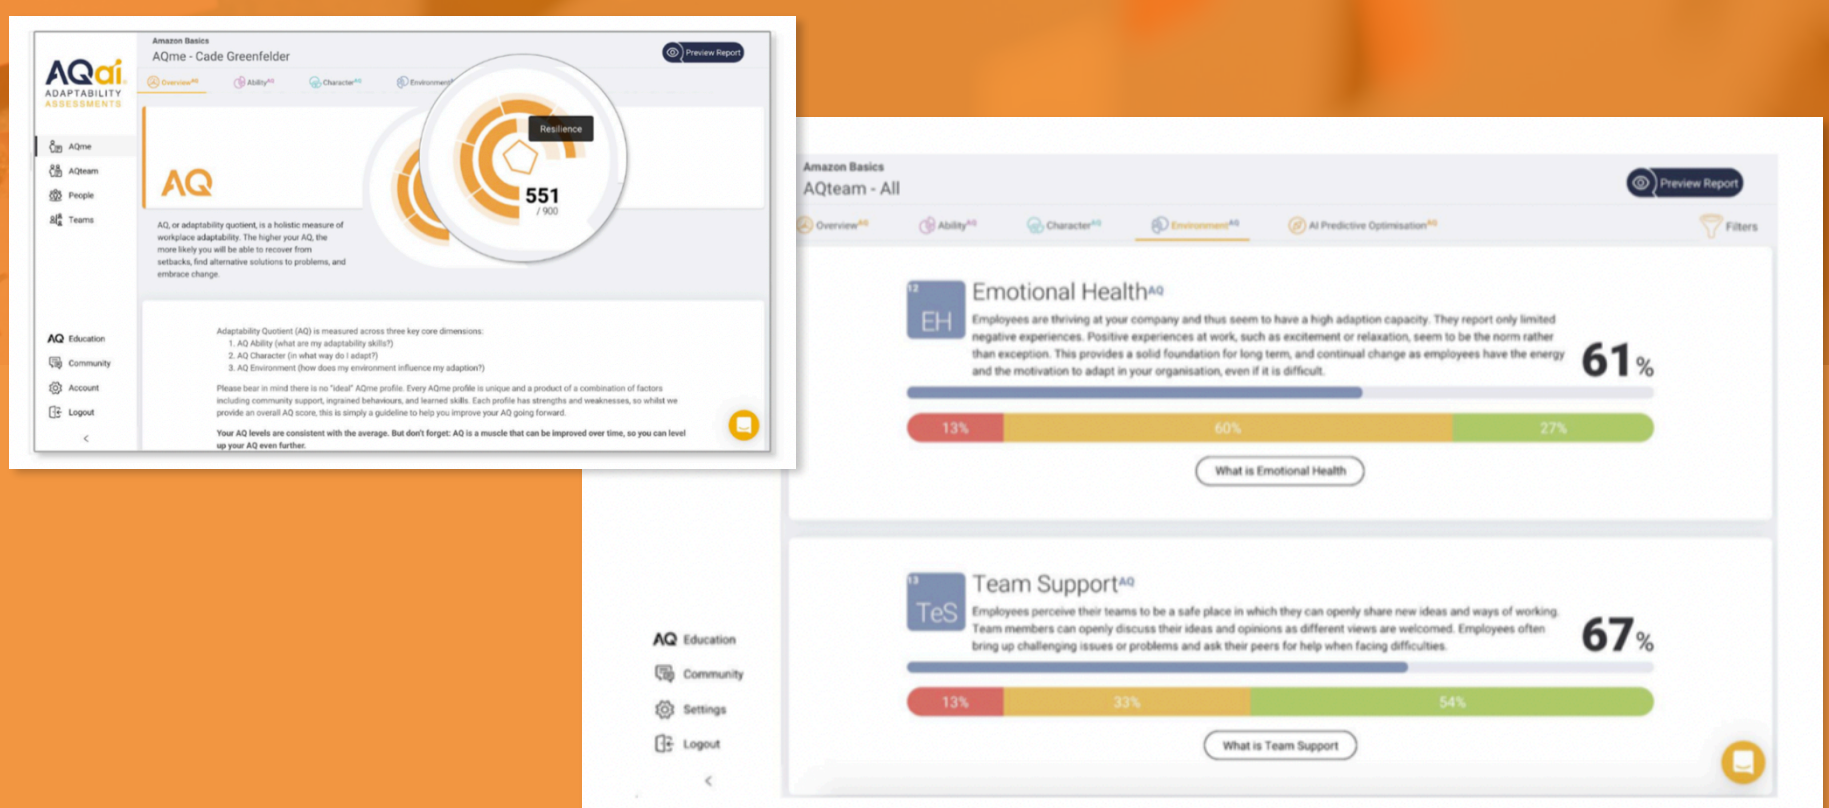 Amazon Basics
AQme - Cade Greenfelder
Preview Report
AQai
ADAPTABILITY
ASSESSMENTS
OverviewAQ
AbilityAQ
CharacterAQ
EnvironmentAQ
AQme
AQteam
People
Teams
Resilience
551
/ 900
AQ
AQ, or adaptability quotient, is a holistic measure of
workplace adaptability. The higher your AQ, the
more likely you will be able to recover from
setbacks, find alternative solutions to problems, and
embrace change.
Adaptability Quotient (AQ) is measured across three key core dimensions:
1. AQ Ability (what are my adaptability skills?)
2. AQ Character (in what way do I adapt?)
3. AQ Environment (how does my environment influence my adaption?)
Please bear in mind there is no "ideal" AQme profile. Every AQme profile is unique and a product of a combination of factors
including community support, ingrained behaviours, and learned skills. Each profile has strengths and weaknesses, so whilst we
provide an overall AQ score, this is simply a guideline to help you improve your AQ going forward.
Your AQ levels are consistent with the average. But don't forget: AQ is a muscle that can be improved over time, so you can level
up your AQ even further.
AQ Education
Community
Account
Logout
<
Amazon Basics
AQteam - All
Preview Report
OverviewAQ
AbilityAQ
CharacterAQ
EnvironmentAQ
AI Predictive OptimisationAQ
Filters
12
EH
Emotional HealthAQ
Employees are thriving at your company and thus seem to have a high adaption capacity. They report only limited
negative experiences. Positive experiences at work, such as excitement or relaxation, seem to be the norm rather
than exception. This provides a solid foundation for long term, and continual change as employees have the energy
and the motivation to adapt in your organisation, even if it is difficult.
61%
13%
60%
27%
What is Emotional Health
13
TeS
Team SupportAQ
Employees perceive their teams to be a safe place in which they can openly share new ideas and ways of working.
Team members can openly discuss their ideas and opinions as different views are welcomed. Employees often
bring up challenging issues or problems and ask their peers for help when facing difficulties.
67%
13%
33%
54%
What is Team Support
AQ Education
Community
Settings
Logout
<